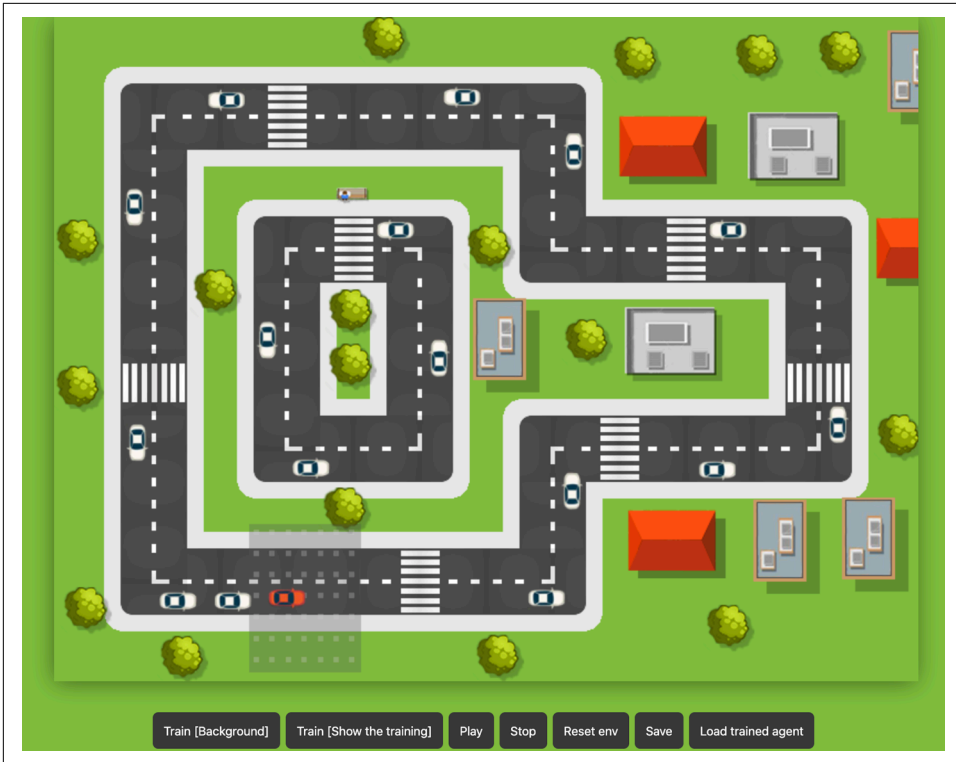 Train [Background]
Train [Show the training]
Play
Stop
Reset env
Save
Load trained agent